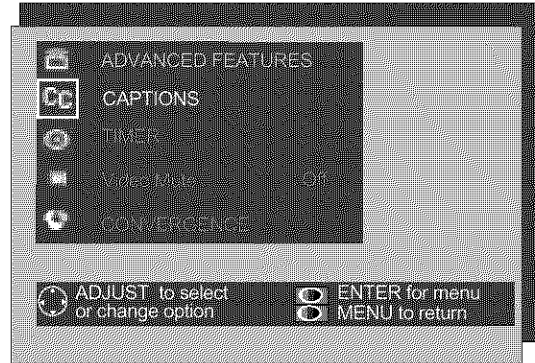 ADVANCED FEATURES
CC CAPTIONS
TIMER
Video Mute Off
CONVERGENCE
ADJUST to select
or change option
ENTER for menu
MENU to return